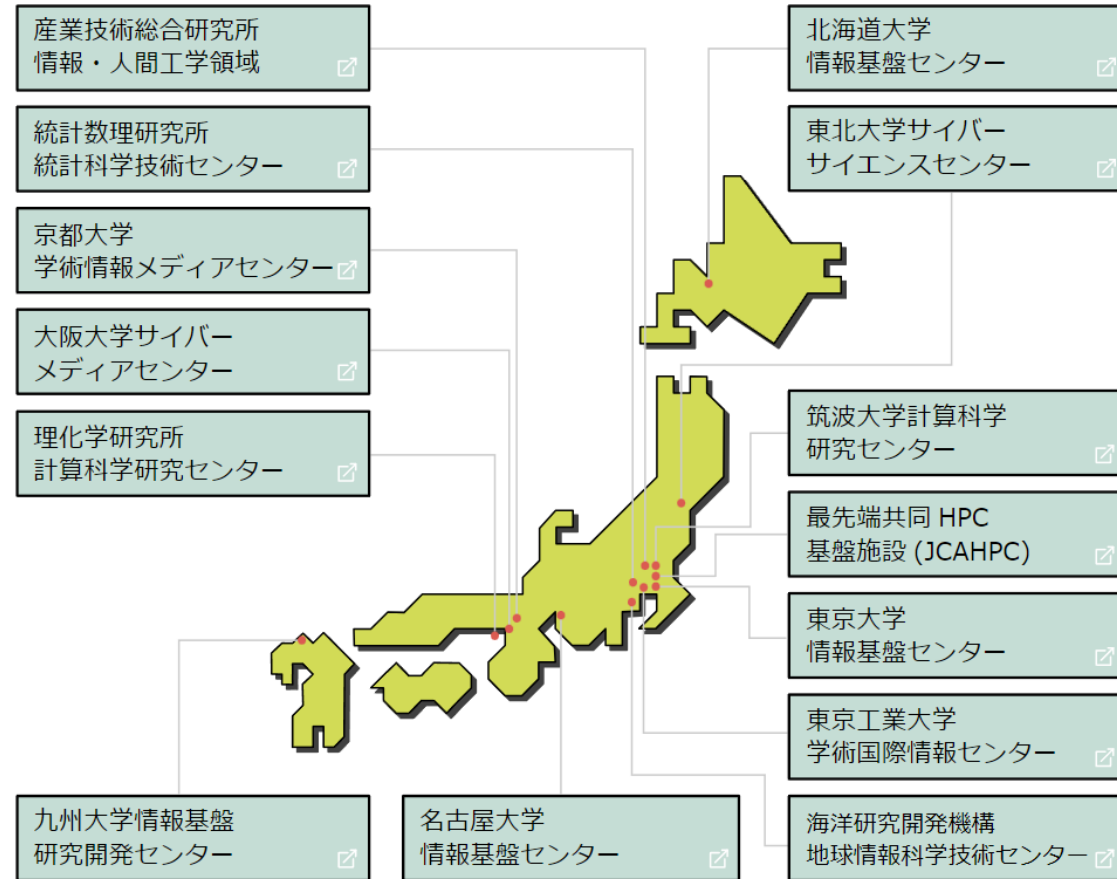 産業技術総合研究所
情報・人間工学領域
統計数理研究所
統計科学技術センター
京都大学
学術情報メディアセンター
大阪大学サイバー
メディアセンター
理化学研究所
計算科学研究センター
北海道大学
情報基盤センター
東北大学サイバー
サイエンスセンター
筑波大学計算科学
研究センター
最先端共同 HPC
基盤施設 (JCAHPC)
東京大学
情報基盤センター
東京工業大学
学術国際情報センター
九州大学情報基盤
研究開発センター
名古屋大学
情報基盤センター
海洋研究開発機構
地球情報科学技術センター